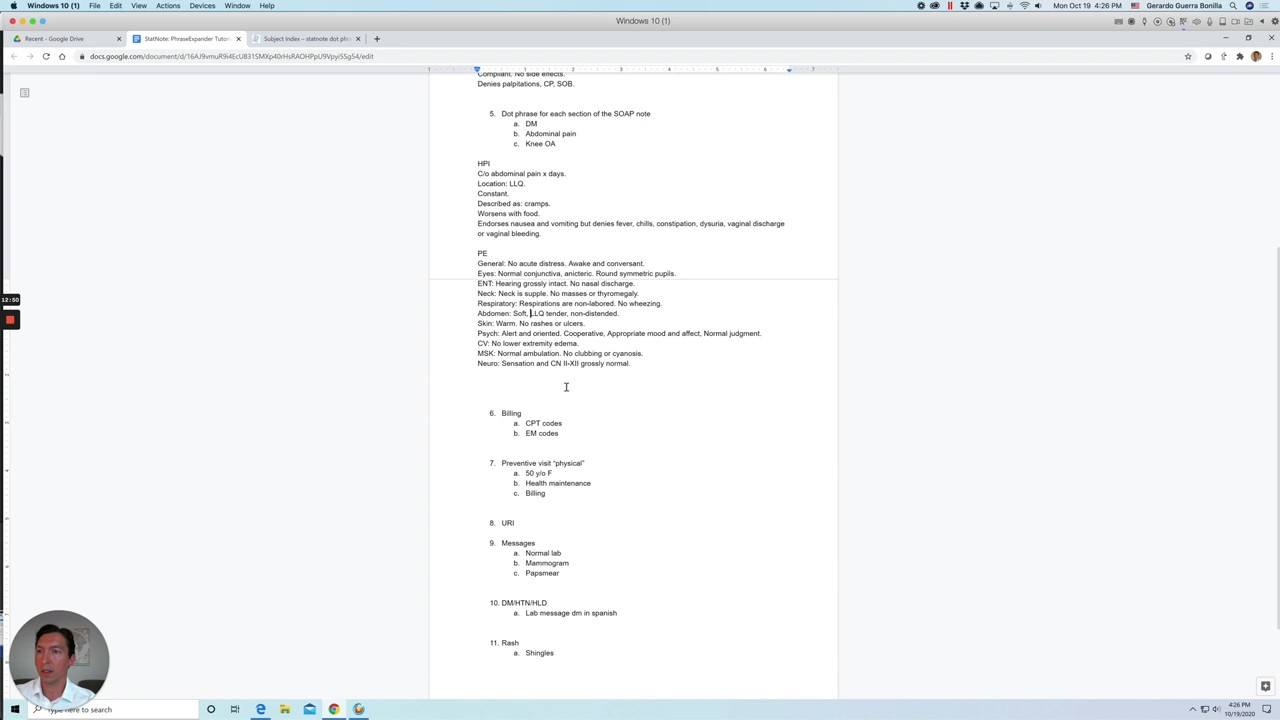 Windows 10 (1) File Edit View Actions Devices Window Help
Mon Oct 19 4:26 PM Gerardo Guerra Bonilla
Windows 10 (1)
Recent - Google Drive
StatNote: PhraseExpander Tutori
Subject Index – statnote dot phr
docs.google.com/document/d/16AJ9vmuR9i4EcU831SMXp40rHsRAOHPpU9VpyiSSg54/edit
Compliant. No side effects.
Denies palpitations, CP, SOB.
5. Dot phrase for each section of the SOAP note
a. DM
b. Abdominal pain
c. Knee OA
HPI
C/o abdominal pain x days.
Location: LLQ.
Constant.
Described as: cramps.
Worsens with food.
Endorses nausea and vomiting but denies fever, chills, constipation, dysuria, vaginal discharge
or vaginal bleeding.
PE
General: No acute distress. Awake and conversant.
Eyes: Normal conjunctiva, anicteric. Round symmetric pupils.
ENT: Hearing grossly intact. No nasal discharge.
Neck: Neck is supple. No masses or thyromegaly.
Respiratory: Respirations are non-labored. No wheezing.
Abdomen: Soft, LLQ tender, non-distended.
Skin: Warm. No rashes or ulcers.
Psych: Alert and oriented. Cooperative, Appropriate mood and affect, Normal judgment.
CV: No lower extremity edema.
MSK: Normal ambulation. No clubbing or cyanosis.
Neuro: Sensation and CN II-XII grossly normal.
12:50
6. Billing
a. CPT codes
b. EM codes
7. Preventive visit “physical”
a. 50 y/o F
b. Health maintenance
c. Billing
8. URI
9. Messages
a. Normal lab
b. Mammogram
c. Papsmear
10. DM/HTN/HLD
a. Lab message dm in spanish
11. Rash
a. Shingles
Type here to search
4:26 PM
10/19/2020